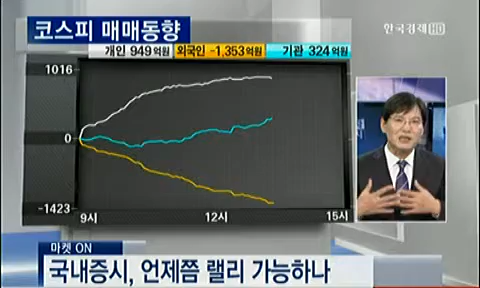 코스피 매매동향
한국경제HD
개인 949억원 외국인 -1,353억원 기관 324억원
1016
0
-1423
9시 12시 15시
마켓 ON
국내증시, 언제쯤 랠리 가능하나